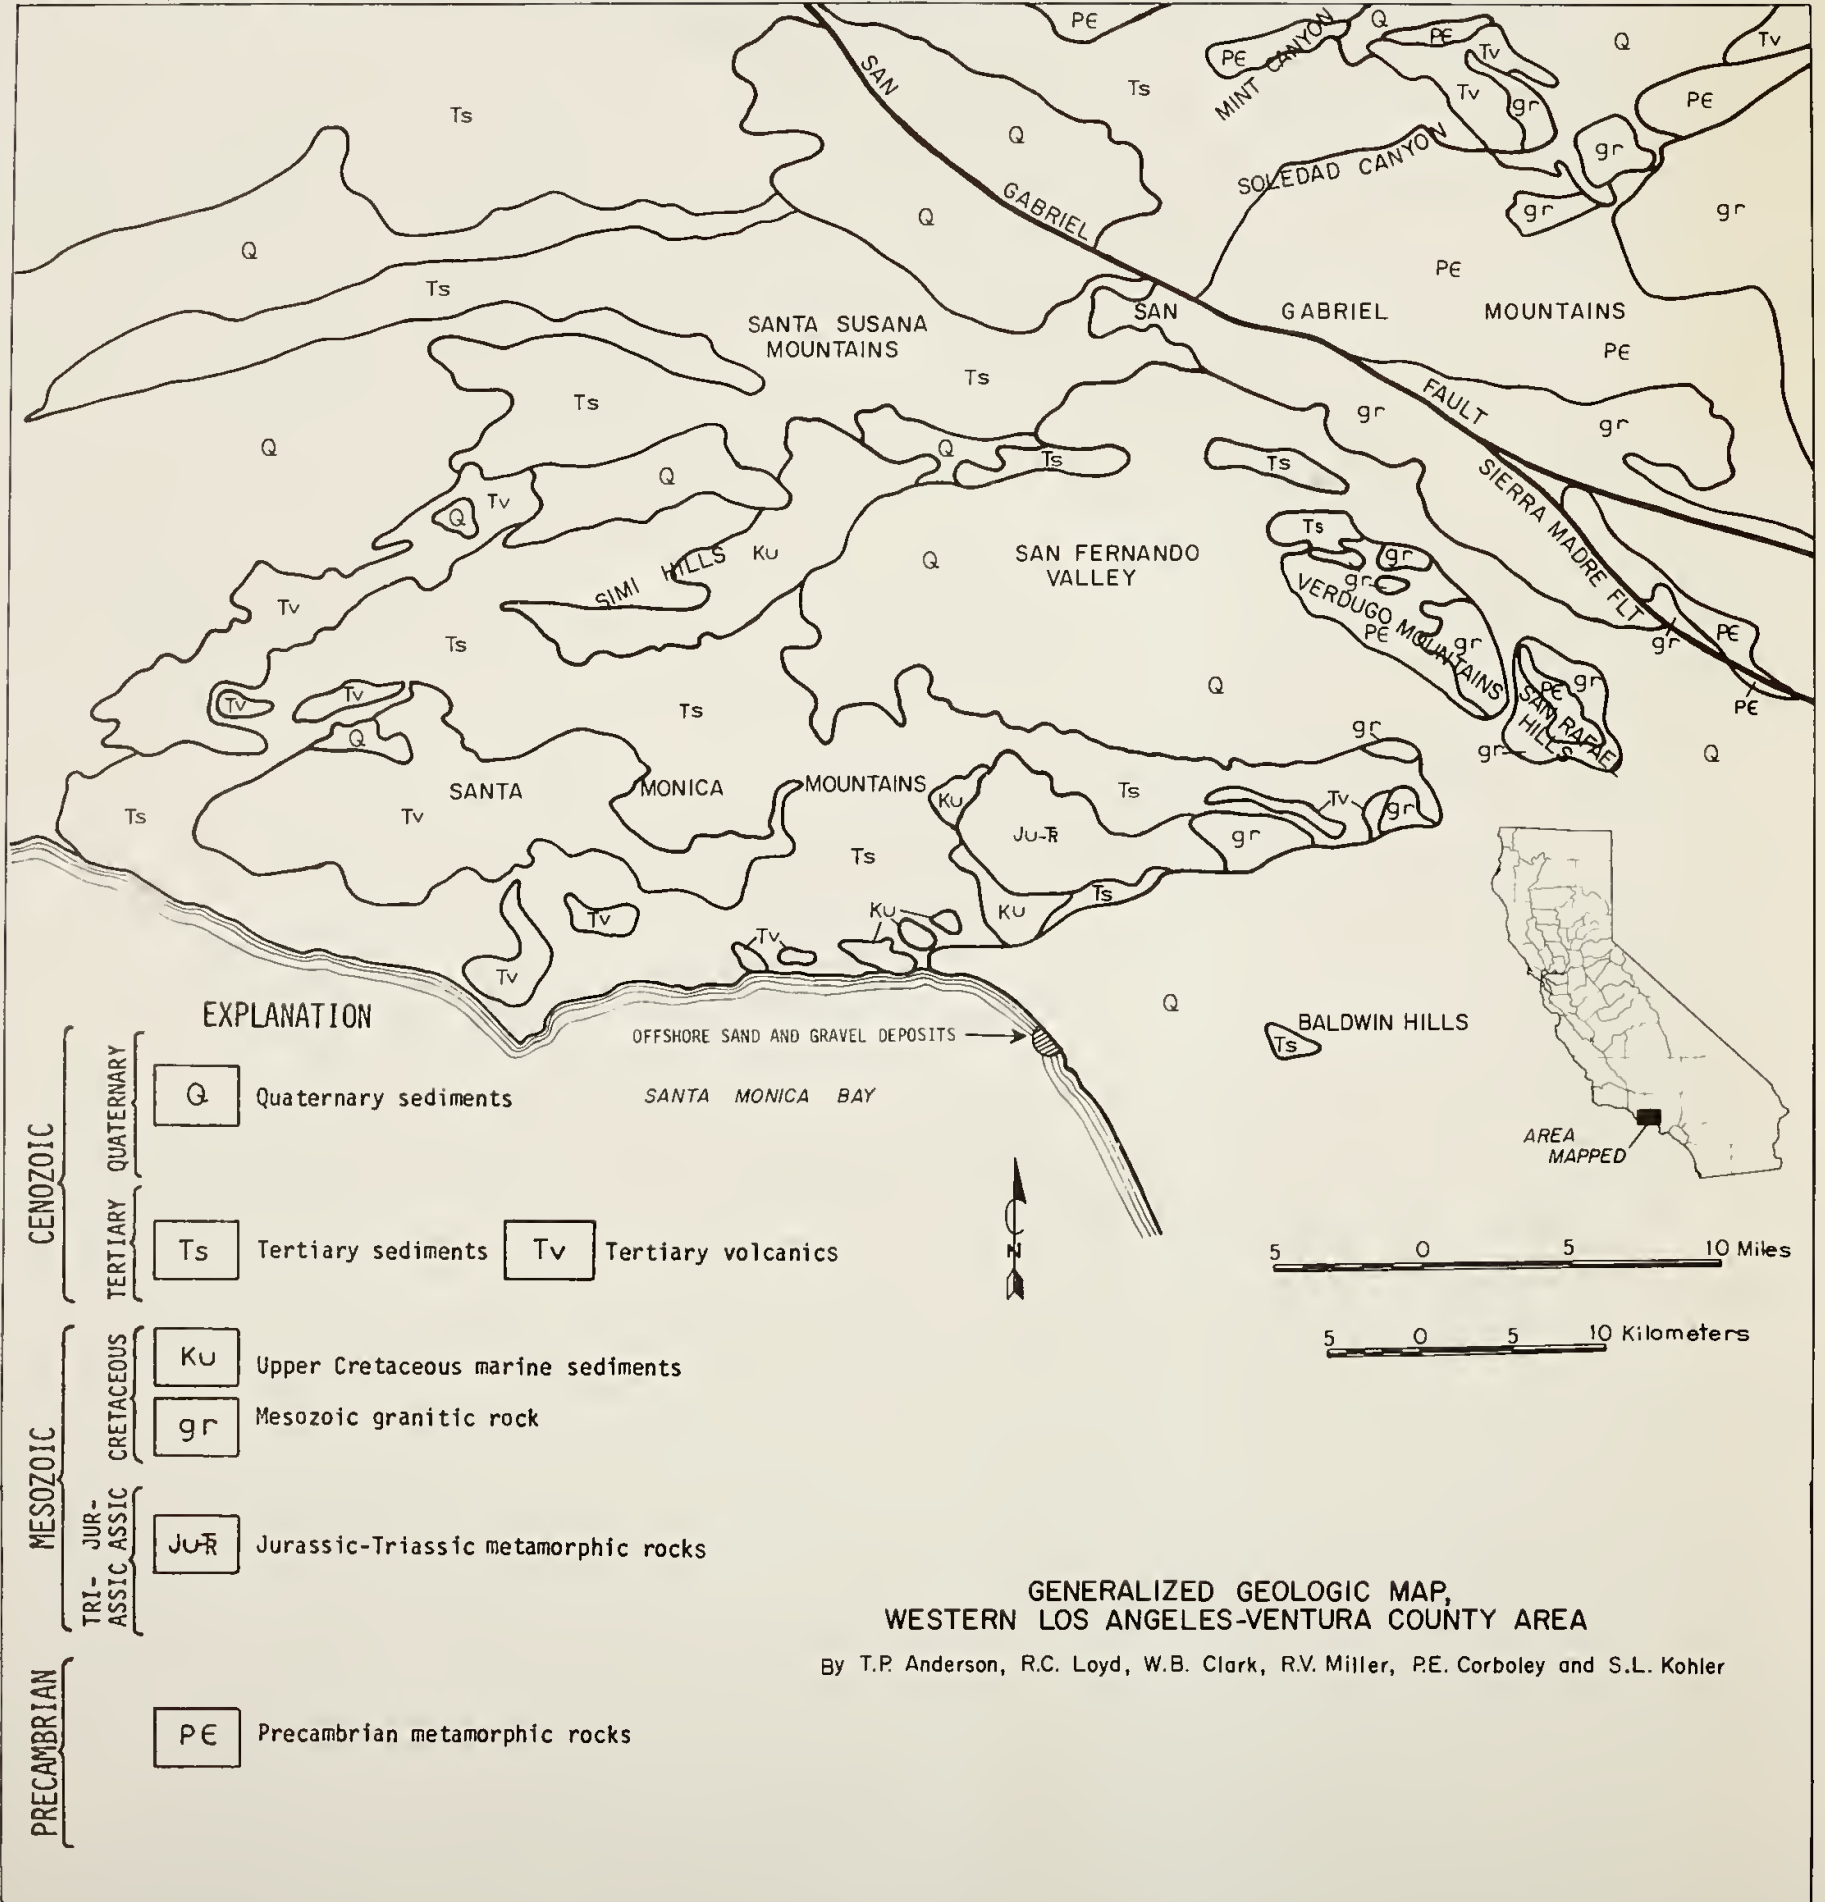 PЄ
MINT CANYON
Q
PЄ
PЄ
Tv
Q
Tv
SAN
Ts
Ts
Tv
gr
PЄ
Q
SOLEDAD CANYON
gr
GABRIEL
Q
gr
gr
Q
PЄ
Ts
SAN GABRIEL MOUNTAINS
SANTA SUSANA
MOUNTAINS
PЄ
Ts
Ts
FAULT
gr
gr
Q
Q
Ts
Ts
Q
Tv
Q
SIERRA MADRE FLT
Ts
gr
SIMI HILLS
Ku
Q
SAN FERNANDO
VALLEY
gr
VERDUGO MOUNTAINS
PЄ
gr
Tv
Ts
gr
PЄ
PЄ
gr
SAN RAFAEL
HILLS
gr
PЄ
Q
Tv
Tv
Ts
Q
gr
Q
SANTA MONICA MOUNTAINS
Ts
Tv
Ku
Ts
Tv
gr
Ju-Ꞧ
gr
Ts
Ts
Ku
Ku
Tv
Tv
Tv
Q
EXPLANATION
OFFSHORE SAND AND GRAVEL DEPOSITS
BALDWIN HILLS
Ts
SANTA MONICA BAY
AREA
MAPPED
N
5 0 5 10 Miles
5 0 5 10 Kilometers
CENOZOIC
QUATERNARY
Q Quaternary sediments
TERTIARY
Ts Tertiary sediments Tv Tertiary volcanics
MESOZOIC
CRETACEOUS
Ku Upper Cretaceous marine sediments
gr Mesozoic granitic rock
TRI- JUR-
ASSIC ASSIC
Ju-Ꞧ Jurassic-Triassic metamorphic rocks
PRECAMBRIAN
PЄ Precambrian metamorphic rocks
GENERALIZED GEOLOGIC MAP,
WESTERN LOS ANGELES-VENTURA COUNTY AREA
By T.P. Anderson, R.C. Loyd, W.B. Clark, R.V. Miller, P.E. Corboley and S.L. Kohler